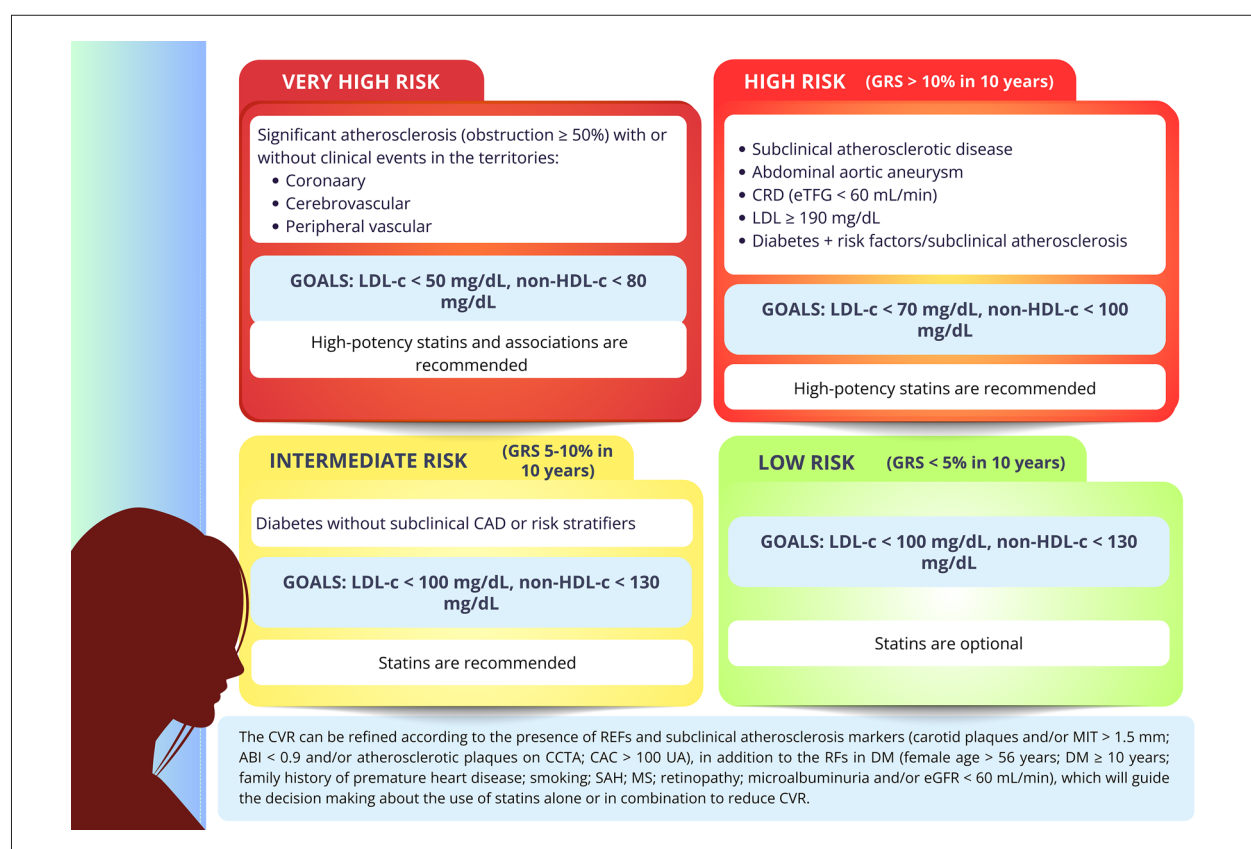 VERY HIGH RISK
Significant atherosclerosis (obstruction ≥ 50%) with or
without clinical events in the territories:
• Coronaary
• Cerebrovascular
• Peripheral vascular
GOALS: LDL-c < 50 mg/dL, non-HDL-c < 80
mg/dL
High-potency statins and associations are
recommended
HIGH RISK (GRS > 10% in 10 years)
• Subclinical atherosclerotic disease
• Abdominal aortic aneurysm
• CRD (eTFG < 60 mL/min)
• LDL ≥ 190 mg/dL
• Diabetes + risk factors/subclinical atherosclerosis
GOALS: LDL-c < 70 mg/dL, non-HDL-c < 100
mg/dL
High-potency statins are recommended
INTERMEDIATE RISK (GRS 5-10% in
10 years)
Diabetes without subclinical CAD or risk stratifiers
GOALS: LDL-c < 100 mg/dL, non-HDL-c < 130
mg/dL
Statins are recommended
LOW RISK (GRS < 5% in 10 years)
GOALS: LDL-c < 100 mg/dL, non-HDL-c < 130
mg/dL
Statins are optional
The CVR can be refined according to the presence of REFs and subclinical atherosclerosis markers (carotid plaques and/or MIT > 1.5 mm;
ABI < 0.9 and/or atherosclerotic plaques on CCTA; CAC > 100 UA), in addition to the RFs in DM (female age > 56 years; DM ≥ 10 years;
family history of premature heart disease; smoking; SAH; MS; retinopathy; microalbuminuria and/or eGFR < 60 mL/min), which will guide
the decision making about the use of statins alone or in combination to reduce CVR.